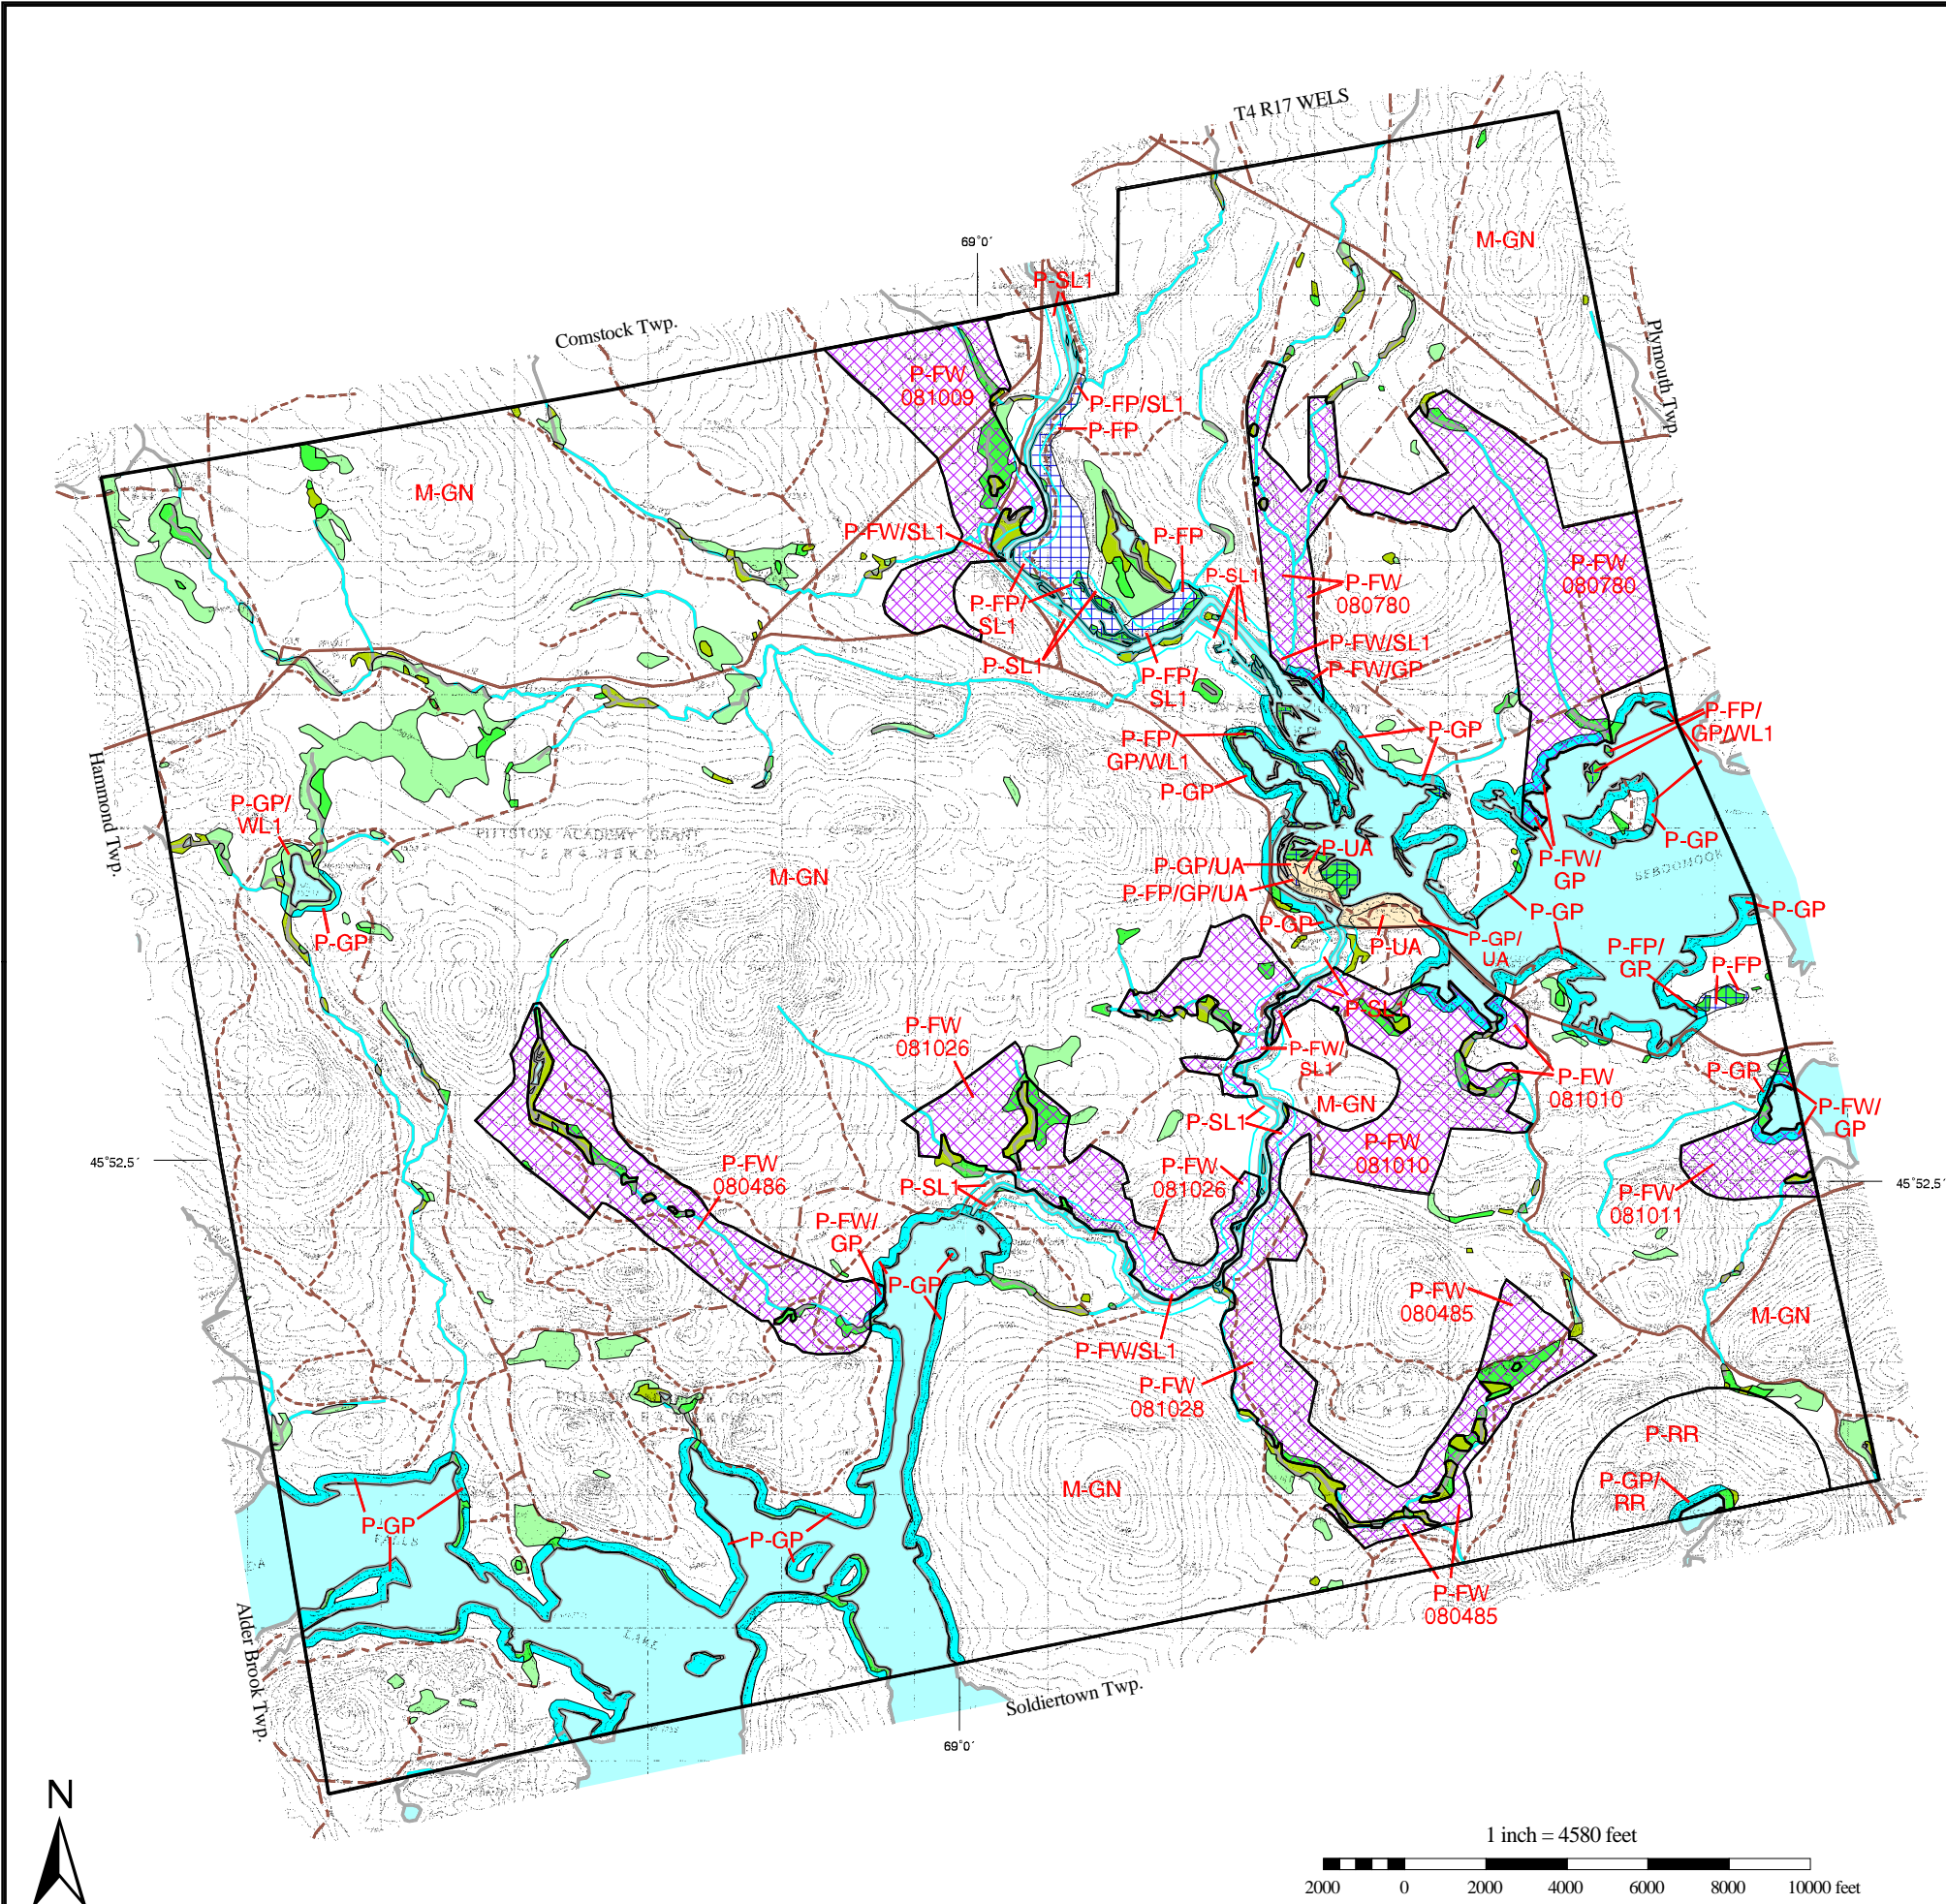 T4 R17 WELS
M-GN
69°0´
P-SL1
Comstock Twp.
Plymouth Twp.
P-FW
081009
P-FP/SL1
P-FP
M-GN
P-FW/SL1
P-FP
P-SL1
P-FW
080780
P-FW
080780
P-FP/
SL1
P-FW/SL1
P-SL1
P-FP/
SL1
P-FW/GP
P-FP/
GP/WL1
P-GP
P-FP/
GP/WL1
P-GP
Hammond Twp.
P-GP/
WL1
PITTSTON ACADEMY GRANT
P-GP
P-UA
P-GP/UA
P-FW/
GP
SEBOOMOOK
M-GN
P-FP/GP/UA
P-GP
P-GP
P-GP
P-GP
P-UA
P-GP/
UA
P-FP/
GP
P-FP
P-SL1
P-FW
081026
P-FW/
SL1
P-FW
081010
P-GP
M-GN
P-FW/
GP
P-SL1
P-FW
081010
45°52.5´
P-FW
080486
P-FW
081026
P-SL1
45°52.5´
P-FW
081011
P-FW/
GP
P-GP
P-FW
080485
M-GN
P-FW/SL1
P-FW
081028
P-RR
P-GP/
RR
M-GN
P-GP
P-GP
LAKE
P-FW
080485
Alder Brook Twp.
Soldiertown Twp.
69°0´
N
1 inch = 4580 feet
2000 0 2000 4000 6000 8000 10000 feet